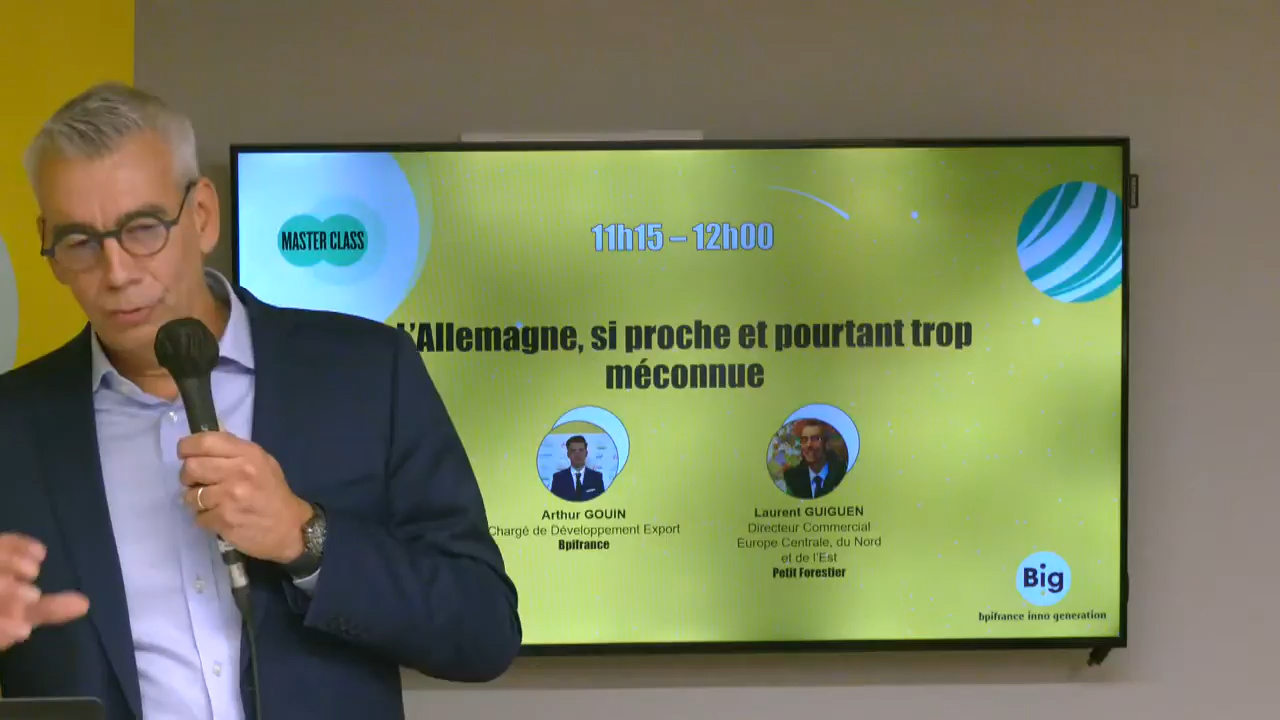 MASTER CLASS
11h15 – 12h00
L'Allemagne, si proche et pourtant trop
méconnue
Arthur GOUIN
Chargé de Développement Export
Bpifrance
Laurent GUIGUEN
Directeur Commercial
Europe Centrale, du Nord
et de l'Est
Petit Forestier
Big
bpifrance inno generation